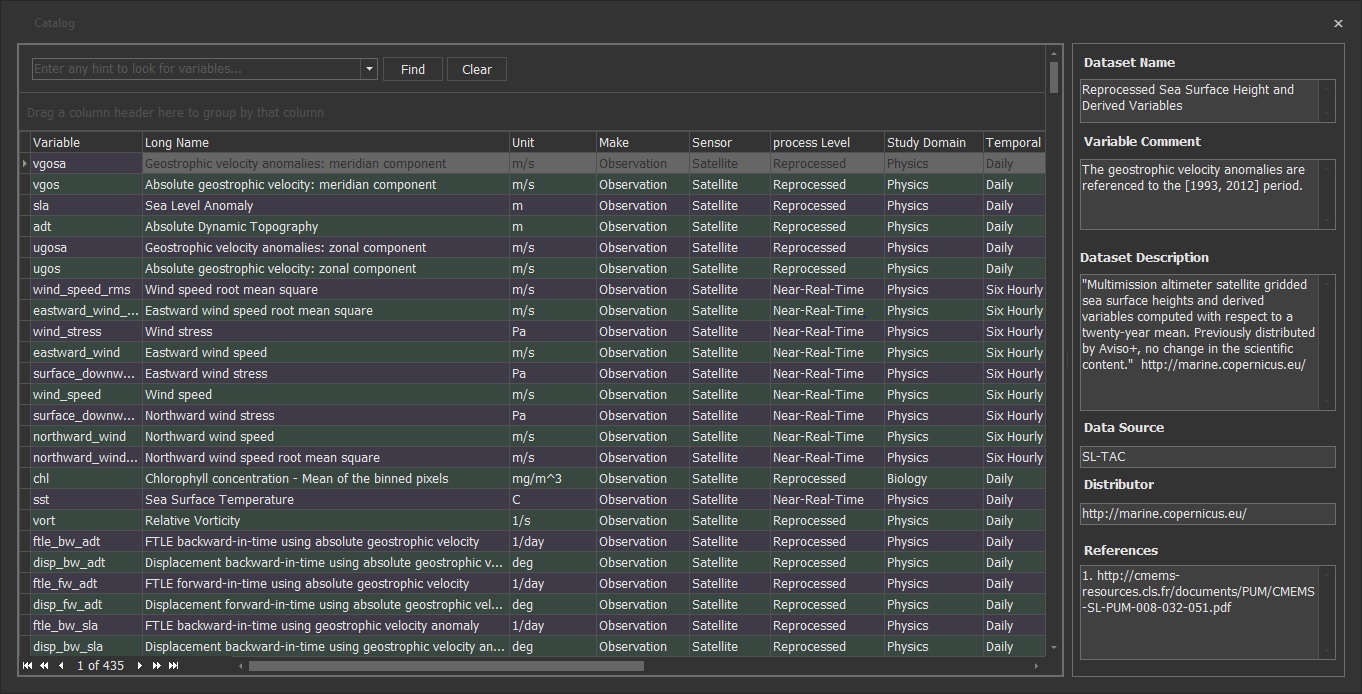 Catalog
Enter any hint to look for variables... Find Clear
Drag a column header here to group by that column
Variable Long Name Unit Make Sensor process Level Study Domain Temporal
vgosa Geostrophic velocity anomalies: meridian component m/s Observation Satellite Reprocessed Physics Daily
vgos Absolute geostrophic velocity: meridian component m/s Observation Satellite Reprocessed Physics Daily
sla Sea Level Anomaly m Observation Satellite Reprocessed Physics Daily
adt Absolute Dynamic Topography m Observation Satellite Reprocessed Physics Daily
ugosa Geostrophic velocity anomalies: zonal component m/s Observation Satellite Reprocessed Physics Daily
ugos Absolute geostrophic velocity: zonal component m/s Observation Satellite Reprocessed Physics Daily
wind_speed_rms Wind speed root mean square m/s Observation Satellite Near-Real-Time Physics Six Hourly
eastward_wind_... Eastward wind speed root mean square m/s Observation Satellite Near-Real-Time Physics Six Hourly
wind_stress Wind stress Pa Observation Satellite Near-Real-Time Physics Six Hourly
eastward_wind Eastward wind speed m/s Observation Satellite Near-Real-Time Physics Six Hourly
surface_downw... Eastward wind stress Pa Observation Satellite Near-Real-Time Physics Six Hourly
wind_speed Wind speed m/s Observation Satellite Near-Real-Time Physics Six Hourly
surface_downw... Northward wind stress Pa Observation Satellite Near-Real-Time Physics Six Hourly
northward_wind Northward wind speed m/s Observation Satellite Near-Real-Time Physics Six Hourly
northward_wind... Northward wind speed root mean square m/s Observation Satellite Near-Real-Time Physics Six Hourly
chl Chlorophyll concentration - Mean of the binned pixels mg/m^3 Observation Satellite Reprocessed Biology Daily
sst Sea Surface Temperature C Observation Satellite Near-Real-Time Physics Daily
vort Relative Vorticity 1/s Observation Satellite Reprocessed Physics Daily
ftle_bw_adt FTLE backward-in-time using absolute geostrophic velocity 1/day Observation Satellite Reprocessed Physics Daily
disp_bw_adt Displacement backward-in-time using absolute geostrophic v... deg Observation Satellite Reprocessed Physics Daily
ftle_fw_adt FTLE forward-in-time using absolute geostrophic velocity 1/day Observation Satellite Reprocessed Physics Daily
disp_fw_adt Displacement forward-in-time using absolute geostrophic vel... deg Observation Satellite Reprocessed Physics Daily
ftle_bw_sla FTLE backward-in-time using geostrophic velocity anomaly 1/day Observation Satellite Reprocessed Physics Daily
disp_bw_sla Displacement backward-in-time using geostrophic velocity an... deg Observation Satellite Reprocessed Physics Daily
1 of 435
Dataset Name
Reprocessed Sea Surface Height and
Derived Variables
Variable Comment
The geostrophic velocity anomalies are
referenced to the [1993, 2012] period.
Dataset Description
"Multimission altimeter satellite gridded
sea surface heights and derived
variables computed with respect to a
twenty-year mean. Previously distributed
by Aviso+, no change in the scientific
content." http://marine.copernicus.eu/
Data Source
SL-TAC
Distributor
http://marine.copernicus.eu/
References
1. http://cmems-
resources.cls.fr/documents/PUM/CMEMS
-SL-PUM-008-032-051.pdf